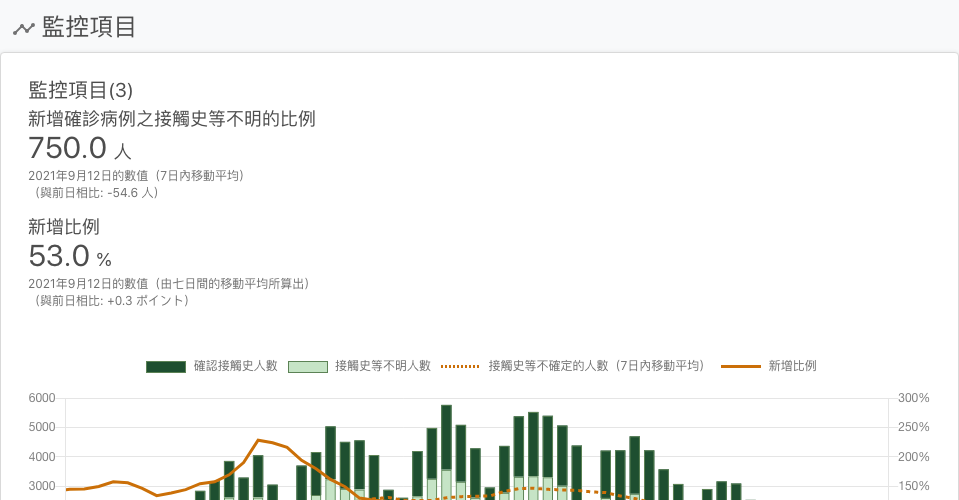 監控項目
監控項目(3)
新增確診病例之接觸史等不明的比例
750.0 人
2021年9月12日的數值（7日內移動平均）
（與前日相比: -54.6 人）
新增比例
53.0 %
2021年9月12日的數值（由七日間的移動平均所算出）
（與前日相比: +0.3 ポイント）
確認接觸史人數 接觸史等不明人數 接觸史等不確定的人數（7日內移動平均） 新增比例
6000 300%
5000 250%
4000 200%
3000 150%